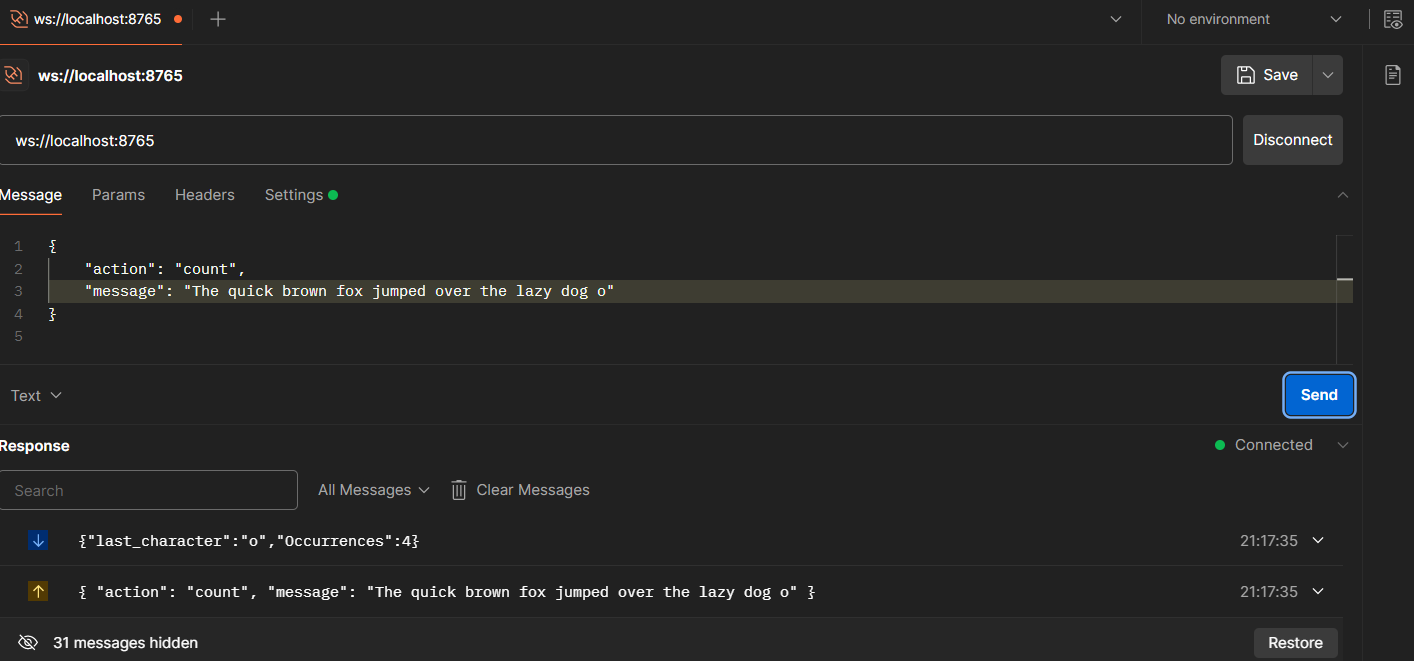 ws://localhost:8765
No environment
ws://localhost:8765
Save
ws://localhost:8765
Disconnect
Message Params Headers Settings
1 {
2 "action": "count",
3 "message": "The quick brown fox jumped over the lazy dog o"
4 }
5
Text
Send
Response
Connected
Search
All Messages
Clear Messages
{"last_character":"o","Occurrences":4}
21:17:35
{ "action": "count", "message": "The quick brown fox jumped over the lazy dog o" }
21:17:35
31 messages hidden
Restore